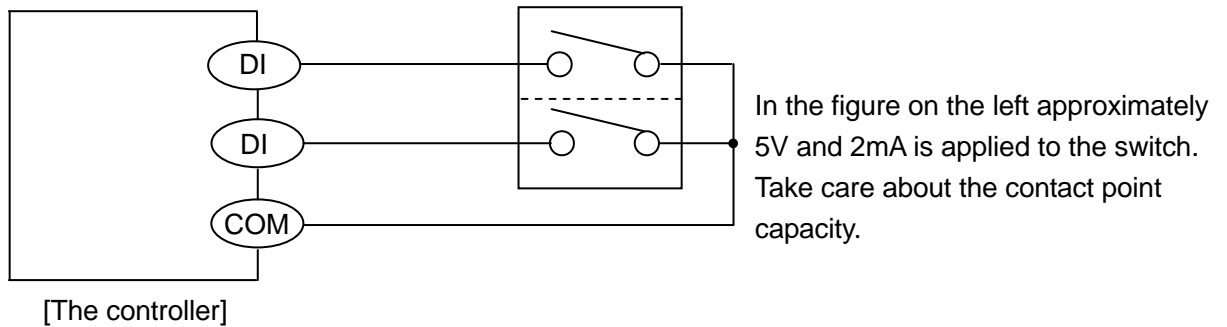 DI
DI
COM
In the figure on the left approximately
5V and 2mA is applied to the switch.
Take care about the contact point
capacity.
[The controller]